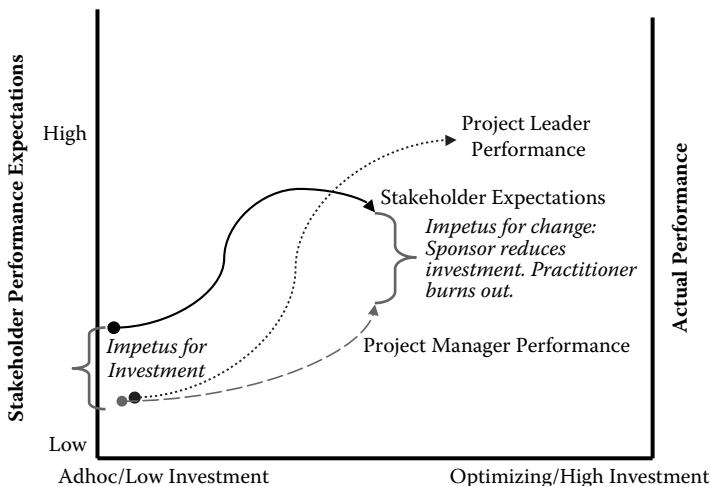 Stakeholder Performance Expectations
High
Low
Project Leader
Performance
Stakeholder Expectations
Impetus for change:
Sponsor reduces
investment. Practitioner
burns out.
Impetus for
Investment
Project Manager Performance
Actual Performance
Adhoc/Low Investment
Optimizing/High Investment